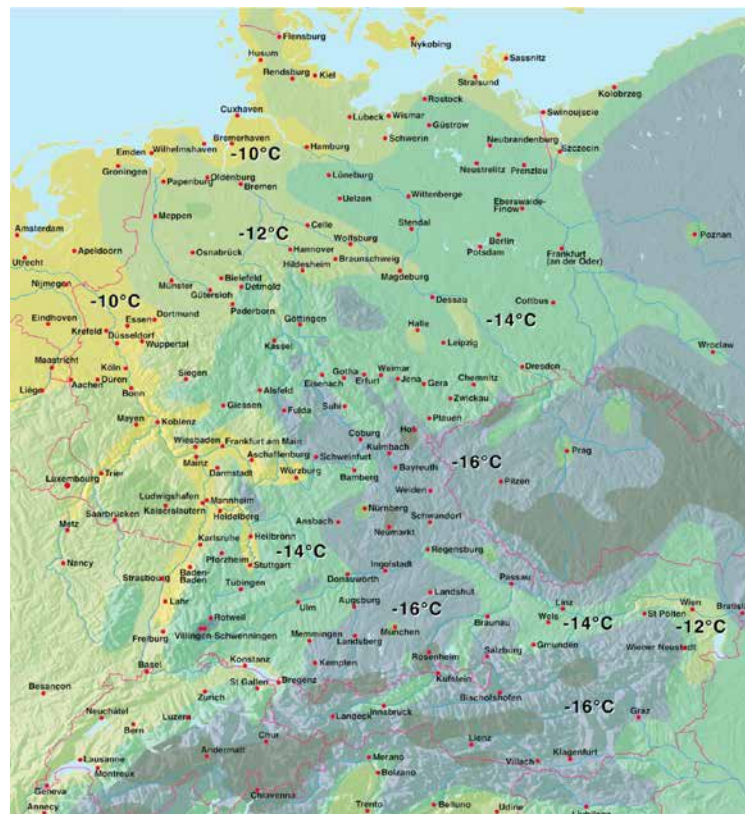 Flensburg
Nykobing
Husum
Sassnitz
Rendsburg
Kiel
Stralsund
Kolobrzeg
Rostock
Cuxhaven
Lübeck
Wismar
Swinoujscie
Güstrow
Bremerhaven
Schwerin
Neubrandenburg
Emden
Wilhelmshaven
Hamburg
Szczecin
-10°C
Groningen
Neustrelitz
Prenzlau
Papenburg
Oldenburg
Bremen
Lüneburg
Uelzen
Wittenberge
Eberswalde-
Finow
Meppen
Celle
Stendal
Amsterdam
-12°C
Wolfsburg
Berlin
Poznan
Apeldoorn
Osnabrück
Hannover
Potsdam
Frankfurt
(an der Oder)
Utrecht
Hildesheim
Braunschweig
Nijmegen
Münster
Bielefeld
Detmold
Magdeburg
Gütersloh
-10°C
Paderborn
Dessau
Cottbus
Eindhoven
Essen
Dortmund
Göttingen
-14°C
Krefeld
Düsseldorf
Wuppertal
Halle
Leipzig
Kassel
Wroclaw
Maastricht
Köln
Siegen
Gotha
Weimar
Dresden
Liège
Aachen
Düren
Bonn
Eisenach
Erfurt
Jena
Gera
Chemnitz
Alsfeld
Zwickau
Mayen
Koblenz
Giessen
Fulda
Suhl
Plauen
Hof
Wiesbaden
Frankfurt am Main
Coburg
Kulmbach
Prag
Mainz
Aschaffenburg
Schweinfurt
-16°C
Trier
Darmstadt
Würzburg
Bamberg
Bayreuth
Pilzen
Luxembourg
Ludwigshafen
Mannheim
Weiden
Kaiserslautern
Nürnberg
Saarbrücken
Heidelberg
Ansbach
Schwandorf
Metz
Neumarkt
Karlsruhe
Heilbronn
-14°C
Regensburg
Nancy
Pforzheim
Stuttgart
Ingolstadt
Strasbourg
Baden-
Baden
Donauwörth
Passau
Tubingen
Landshut
Lahr
Ulm
Augsburg
-16°C
Linz
Wien
Bratis
Rotweil
Braunau
Wels
-14°C
St Pölten
-12°C
Freiburg
Villingen-Schwenningen
Memmingen
Landsberg
München
Gmunden
Wiener Neustadt
Basel
Konstanz
Kempten
Rosenheim
Salzburg
Besançon
St Gallen
Bregenz
Kufstein
Zurich
Bischolshofen
-16°C
Neuchâtel
Luzern
Landeck
Innsbruck
Graz
Bern
Chur
Lienz
Lausanne
Andermatt
Merano
Villach
Klagenfurt
Montreux
Bolzano
Geneva
Chiavenna
Annecy
Trento
Belluno
Udine